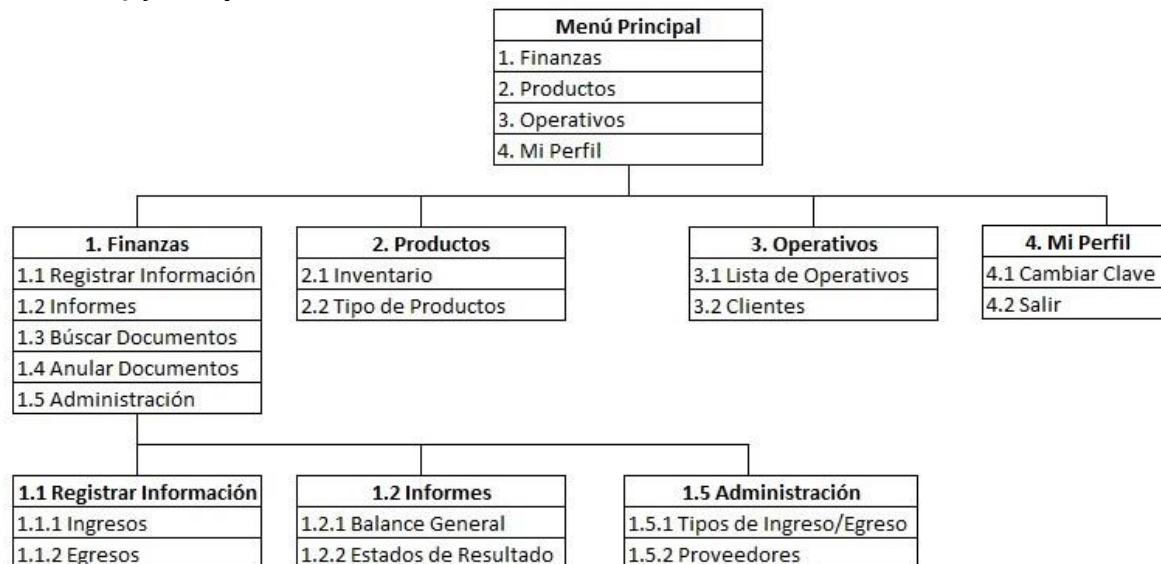 Menú Principal
1. Finanzas
2. Productos
3. Operativos
4. Mi Perfil
1. Finanzas
1.1 Registrar Información
1.2 Informes
1.3 Búscar Documentos
1.4 Anular Documentos
1.5 Administración
2. Productos
2.1 Inventario
2.2 Tipo de Productos
3. Operativos
3.1 Lista de Operativos
3.2 Clientes
4. Mi Perfil
4.1 Cambiar Clave
4.2 Salir
1.1 Registrar Información
1.1.1 Ingresos
1.1.2 Egresos
1.2 Informes
1.2.1 Balance General
1.2.2 Estados de Resultado
1.5 Administración
1.5.1 Tipos de Ingreso/Egreso
1.5.2 Proveedores